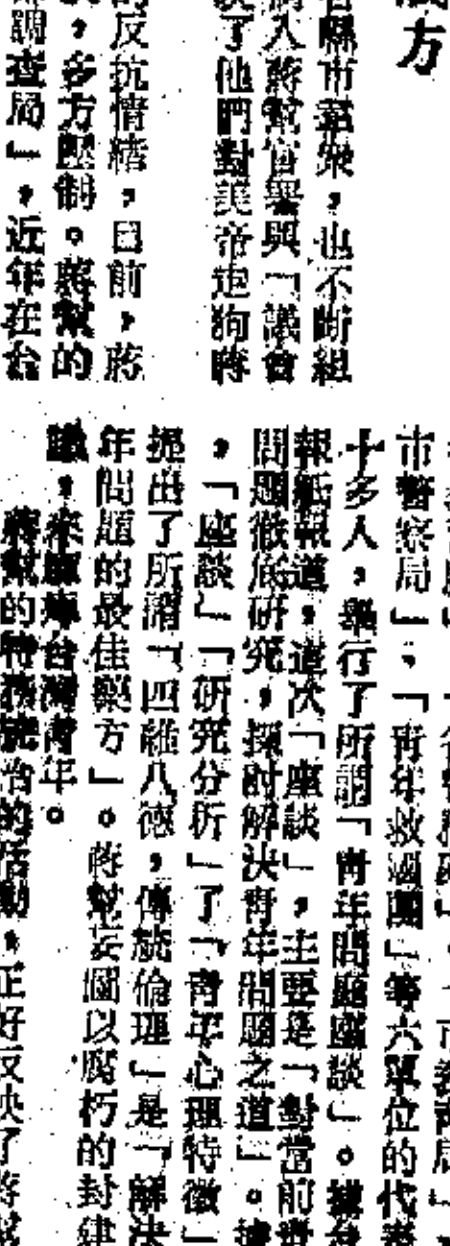 方
縣市羣衆，也不斷組
入蔣幫官署與「議會
了他們對美帝走狗蔣
的反抗情緒，目前，蔣
，多方壓制。蔣幫的
調查局」，近年在台
市教育局」，
市警察局」、「青年救國團」等六單位的代表
十多人，舉行了所謂「青年問題座談」。據台
報紙報道，這次「座談」，主要是「對當前青
問題徹底研究，探討解決青年問題之道」。據
，「座談」「研究分析」了「青年心理特徵」
提出了所謂「四維八德，傳統倫理」是「解決
年問題的最佳藥方」。蔣幫妄圖以腐朽的封建
，來麻痺台灣青年。
蔣幫的特務統治的活動，正好反映了蔣幫